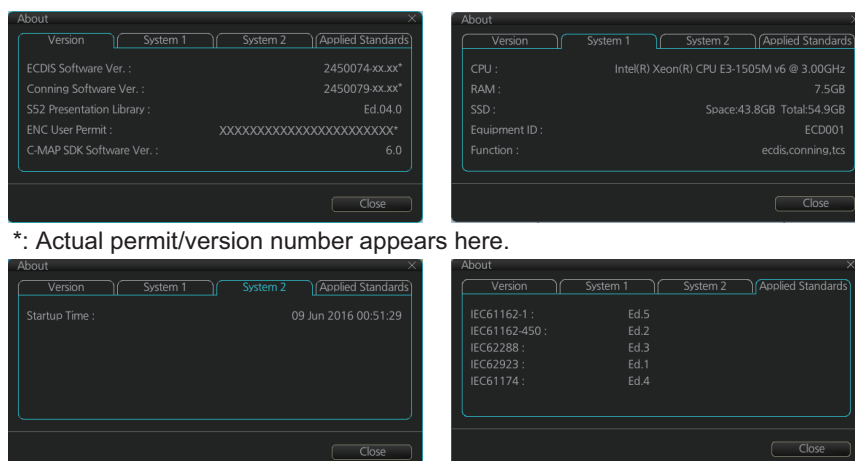 About ×
Version System 1 System 2 Applied Standards
ECDIS Software Ver. : 2450074-xx.xx*
Conning Software Ver. : 2450079-xx.xx*
S52 Presentation Library : Ed.04.0
ENC User Permit : XXXXXXXXXXXXXXXXXXXXXXXX*
C-MAP SDK Software Ver. : 6.0
Close
About ×
Version System 1 System 2 Applied Standards
CPU : Intel(R) Xeon(R) CPU E3-1505M v6 @ 3.00GHz
RAM : 7.5GB
SSD : Space:43.8GB Total:54.9GB
Equipment ID : ECD001
Function : ecdis,conning,tcs
Close
*: Actual permit/version number appears here.
About ×
Version System 1 System 2 Applied Standards
Startup Time : 09 Jun 2016 00:51:29
Close
About ×
Version System 1 System 2 Applied Standards
IEC61162-1 : Ed.5
IEC61162-450 : Ed.2
IEC62288 : Ed.3
IEC62923 : Ed.1
IEC61174 : Ed.4
Close